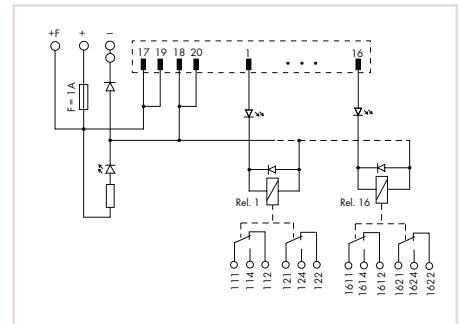 +F + −
17 19 18 20 1 16
F = 1A
Rel. 1 Rel. 16
111 114 112 121 124 122 1611 1614 1612 1621 1624 1622